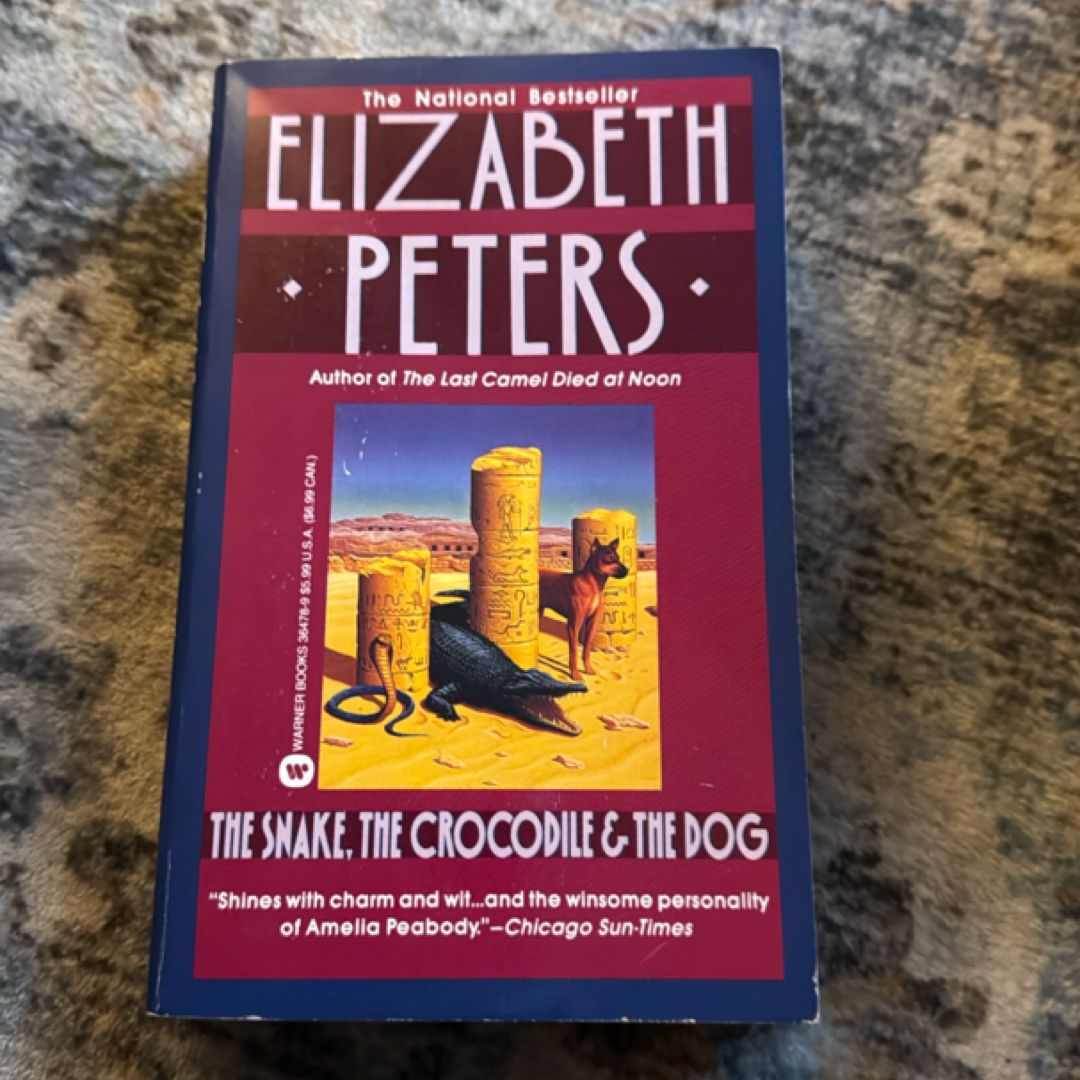 The National Bestseller
ELIZABETH
PETERS
Author of The Last Camel Died at Noon
WARNER BOOKS 36478-9 $5.99 U.S.A. ($6.99 CAN.)
THE SNAKE, THE CROCODILE & THE DOG
"Shines with charm and wit...and the winsome personality
of Amelia Peabody."–Chicago Sun-Times